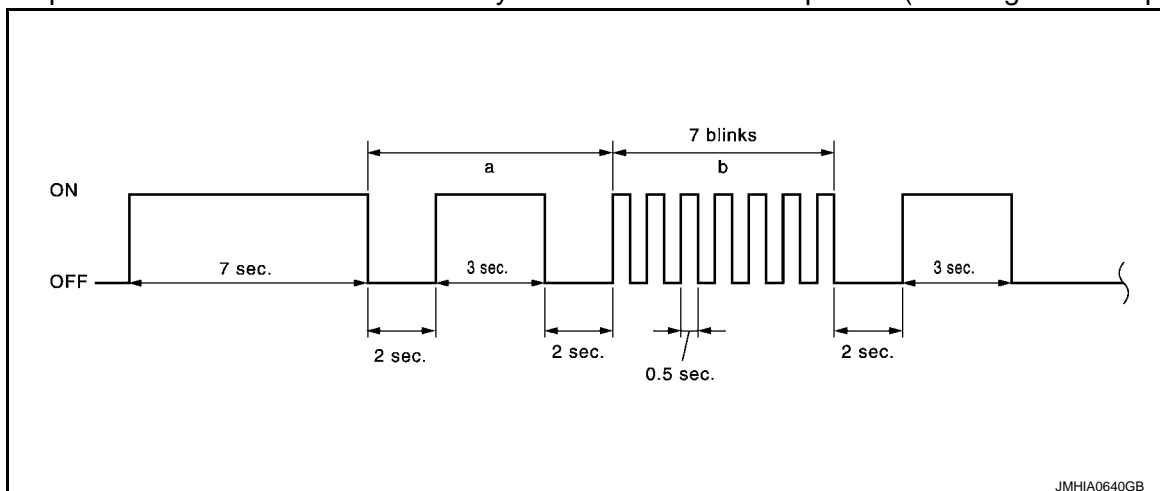 7 blinks
a
b
ON
OFF
7 sec.
3 sec.
3 sec.
2 sec.
2 sec.
0.5 sec.
2 sec.
JMHIA0640GB